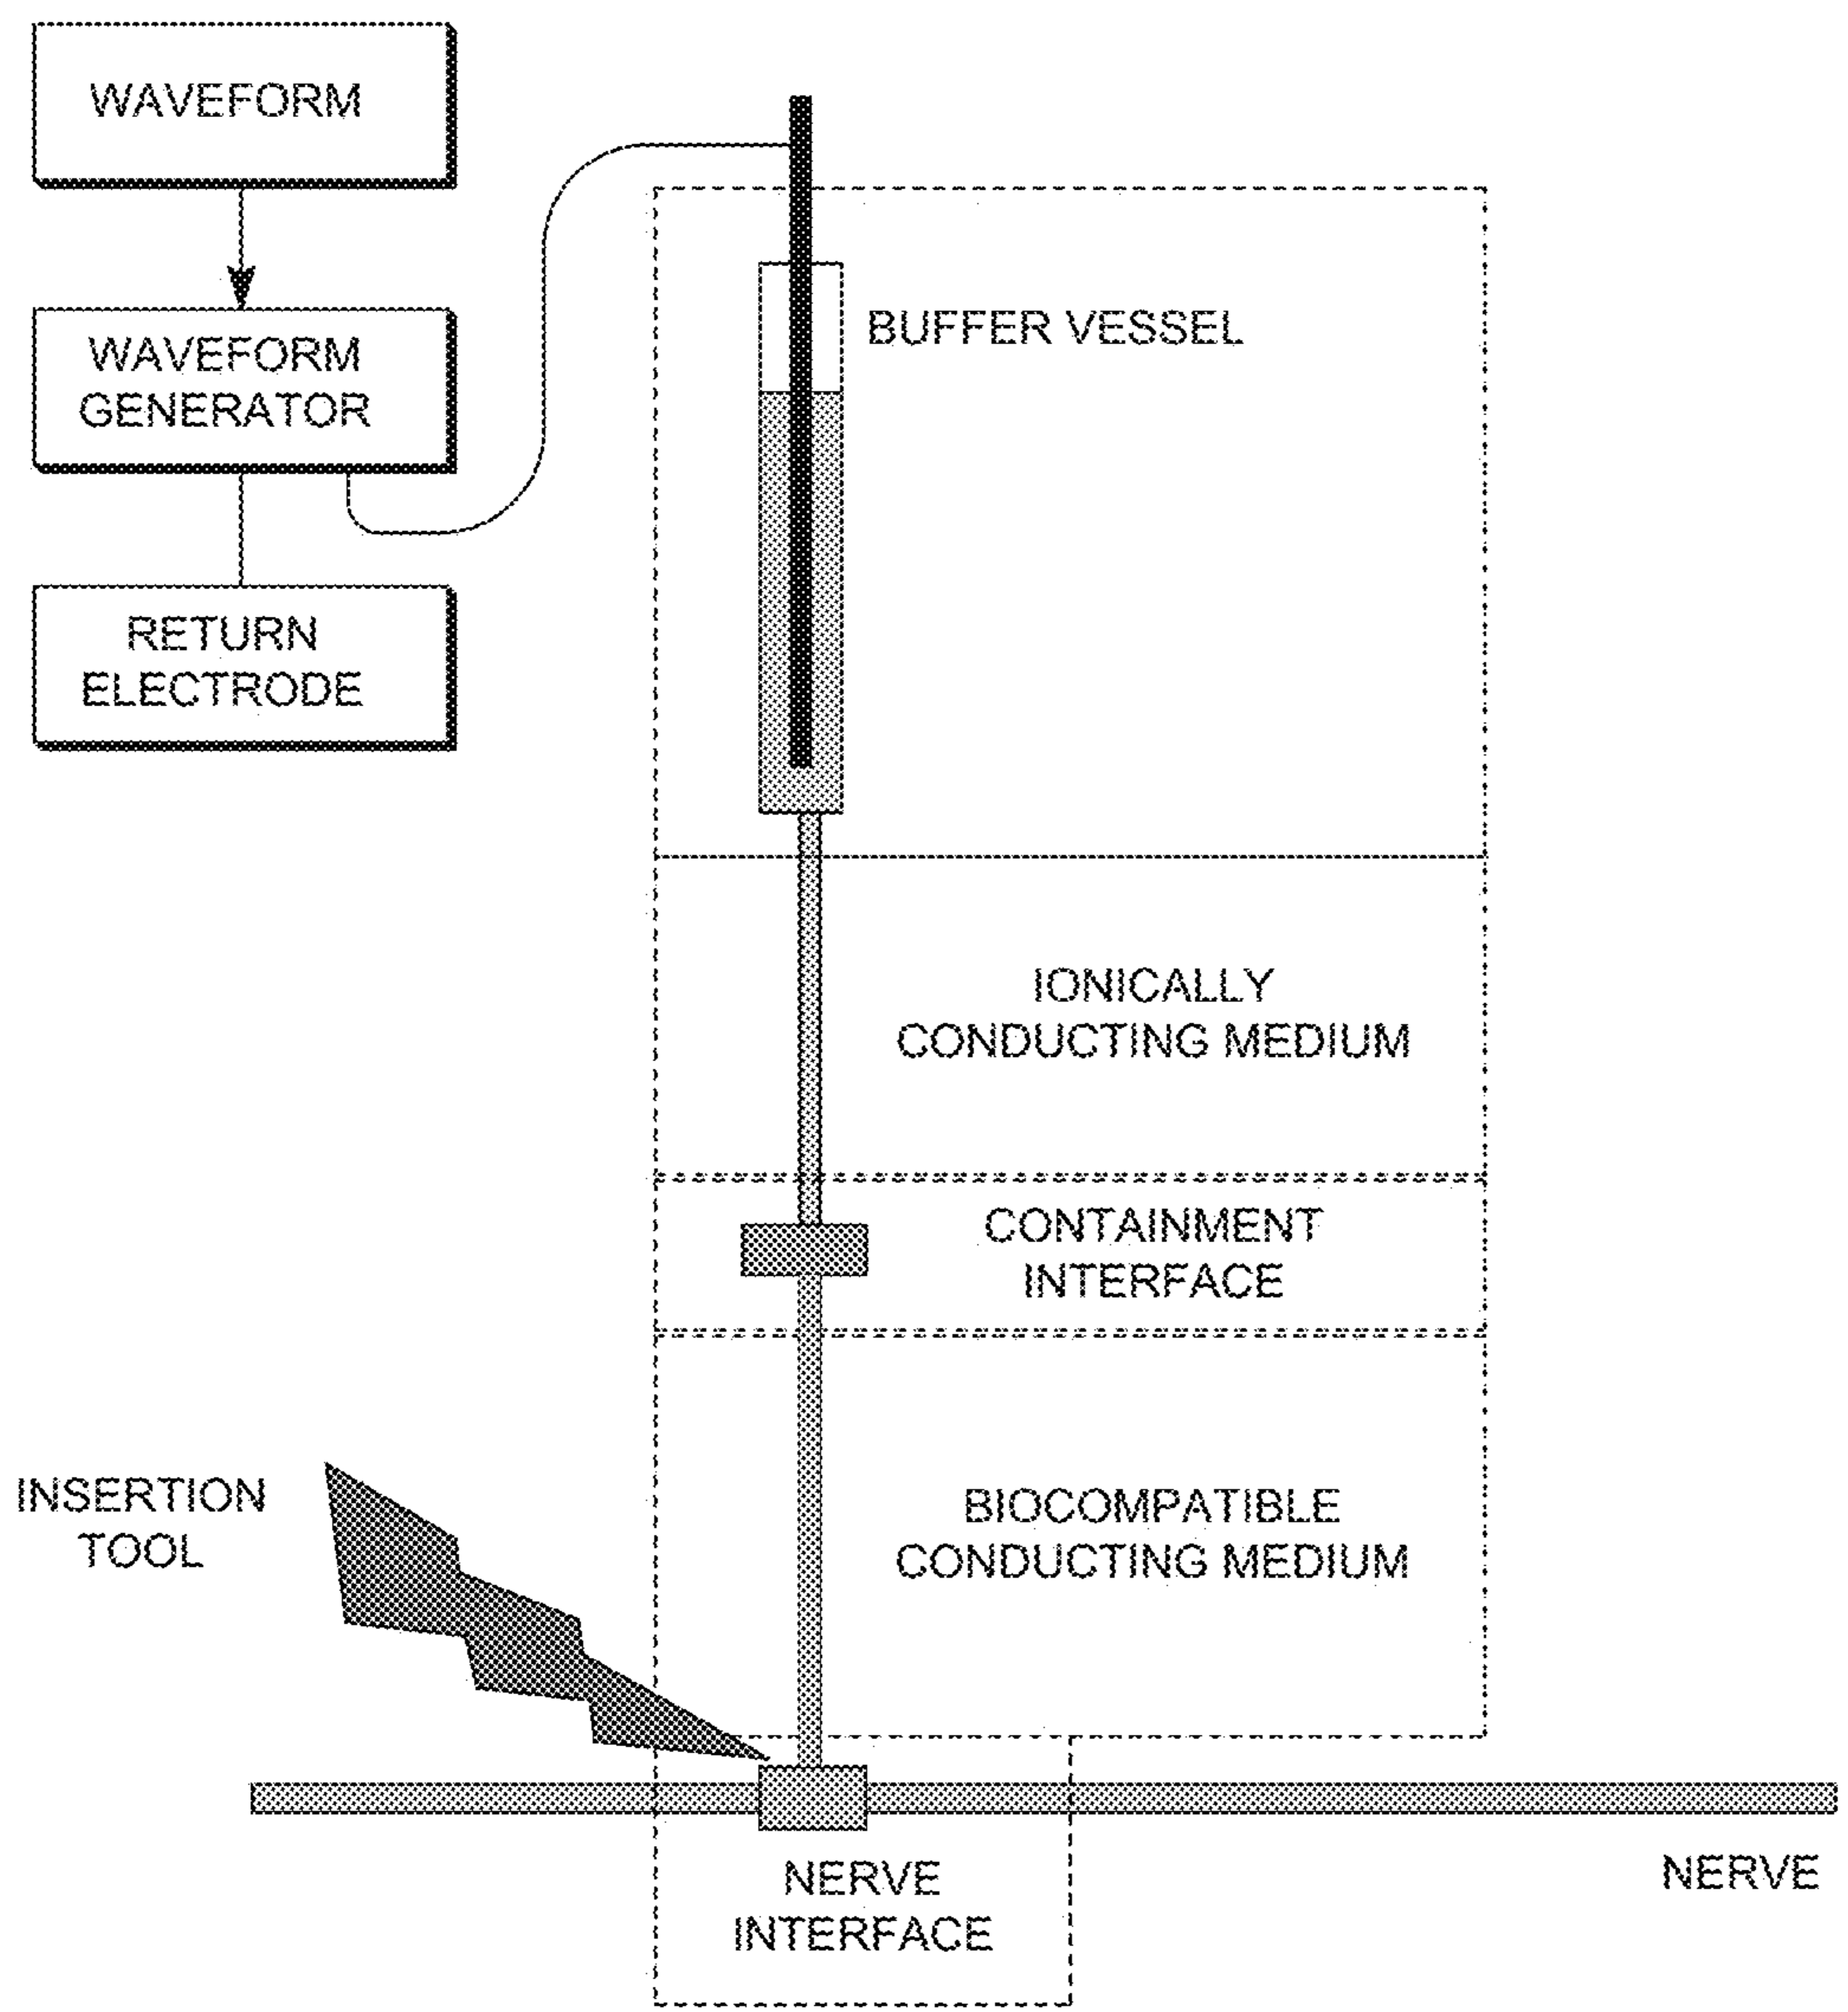 WAVEFORM
WAVEFORM
GENERATOR
RETURN
ELECTRODE
BUFFER VESSEL
IONICALLY
CONDUCTING MEDIUM
CONTAINMENT
INTERFACE
BIOCOMPATIBLE
CONDUCTING MEDIUM
INSERTION
TOOL
NERVE
INTERFACE
NERVE